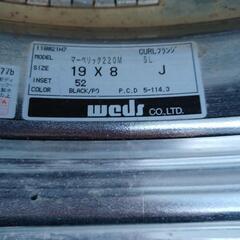 CURLフランジ
MODEL マーベリック220M SL
SIZE 19 X 8 J
INSET 52
COLOR BLACK/PO P.C.D 5-114.3
weds CO.,LTD.